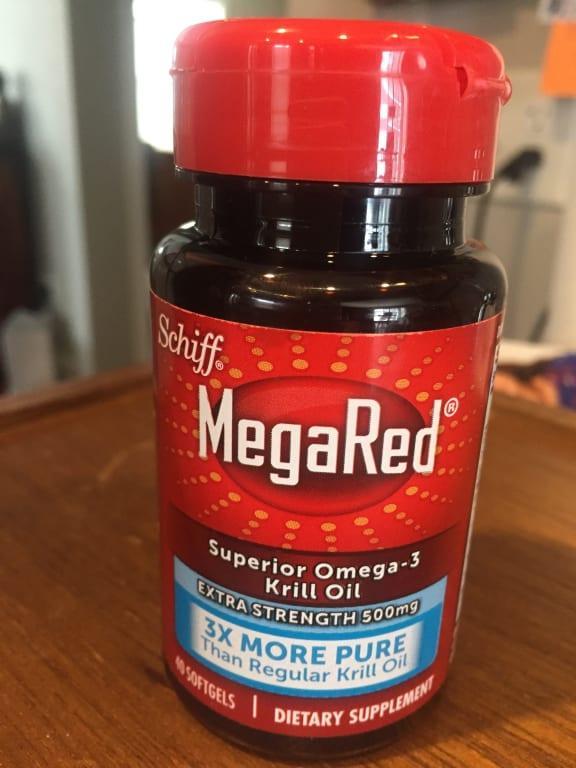 Schiff®
MegaRed®
Superior Omega-3
Krill Oil
EXTRA STRENGTH 500mg
3X MORE PURE
Than Regular Krill Oil
40 SOFTGELS | DIETARY SUPPLEMENT